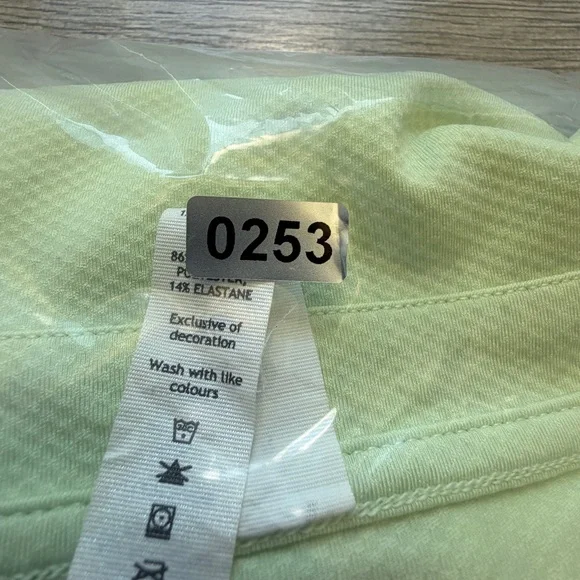 0253
14% ELASTANE
Exclusive of
decoration
Wash with like
colours